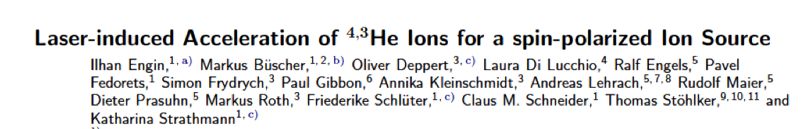 Laser-induced Acceleration of ⁴,³He Ions for a spin-polarized Ion Source
Ilhan Engin,¹, ᵃ⁾ Markus Büscher,¹, ², ᵇ⁾ Oliver Deppert,³, ᶜ⁾ Laura Di Lucchio,⁴ Ralf Engels,⁵ Pavel
Fedorets,¹ Simon Frydrych,³ Paul Gibbon,⁶ Annika Kleinschmidt,³ Andreas Lehrach,⁵, ⁷, ⁸ Rudolf Maier,⁵
Dieter Prasuhn,⁵ Markus Roth,³ Friederike Schlüter,¹, ᶜ⁾ Claus M. Schneider,¹ Thomas Stöhlker,⁹, ¹⁰, ¹¹ and
Katharina Strathmann¹, ᶜ⁾